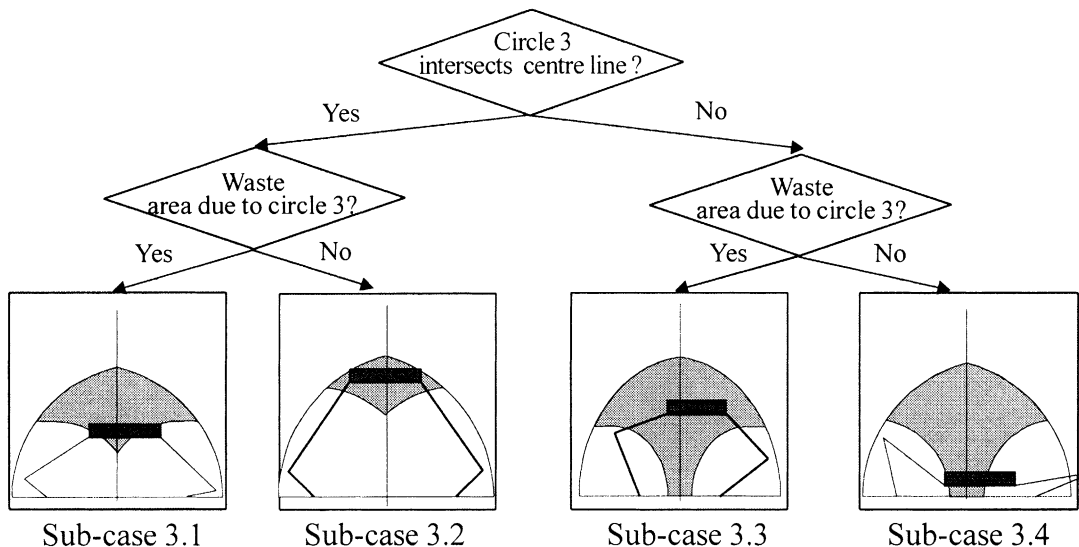 Circle 3
intersects centre line ?
Yes
No
Waste
area due to circle 3?
Waste
area due to circle 3?
Yes
No
Yes
No
Sub-case 3.1
Sub-case 3.2
Sub-case 3.3
Sub-case 3.4